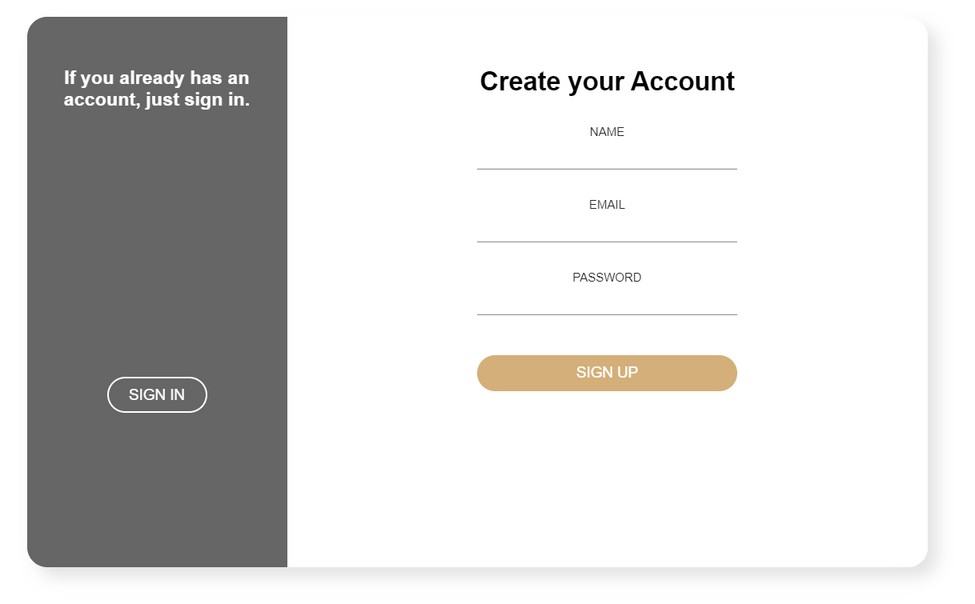 If you already has an
account, just sign in.
SIGN IN
Create your Account
NAME
EMAIL
PASSWORD
SIGN UP